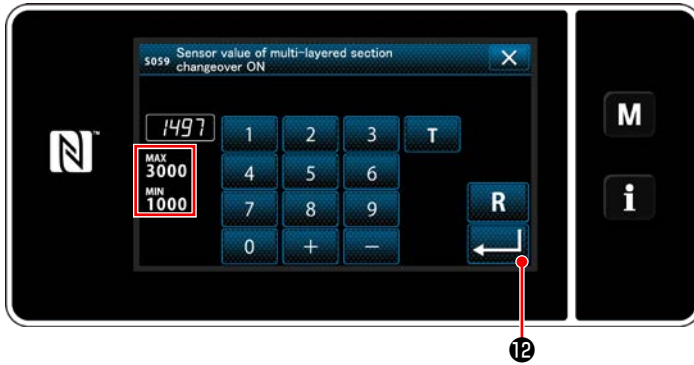 S059 Sensor value of multi-layered section
changeover ON
1497
1 2 3 T
MAX
3000
4 5 6
MIN
1000
7 8 9 R
0 + −
M
i
N
⓬